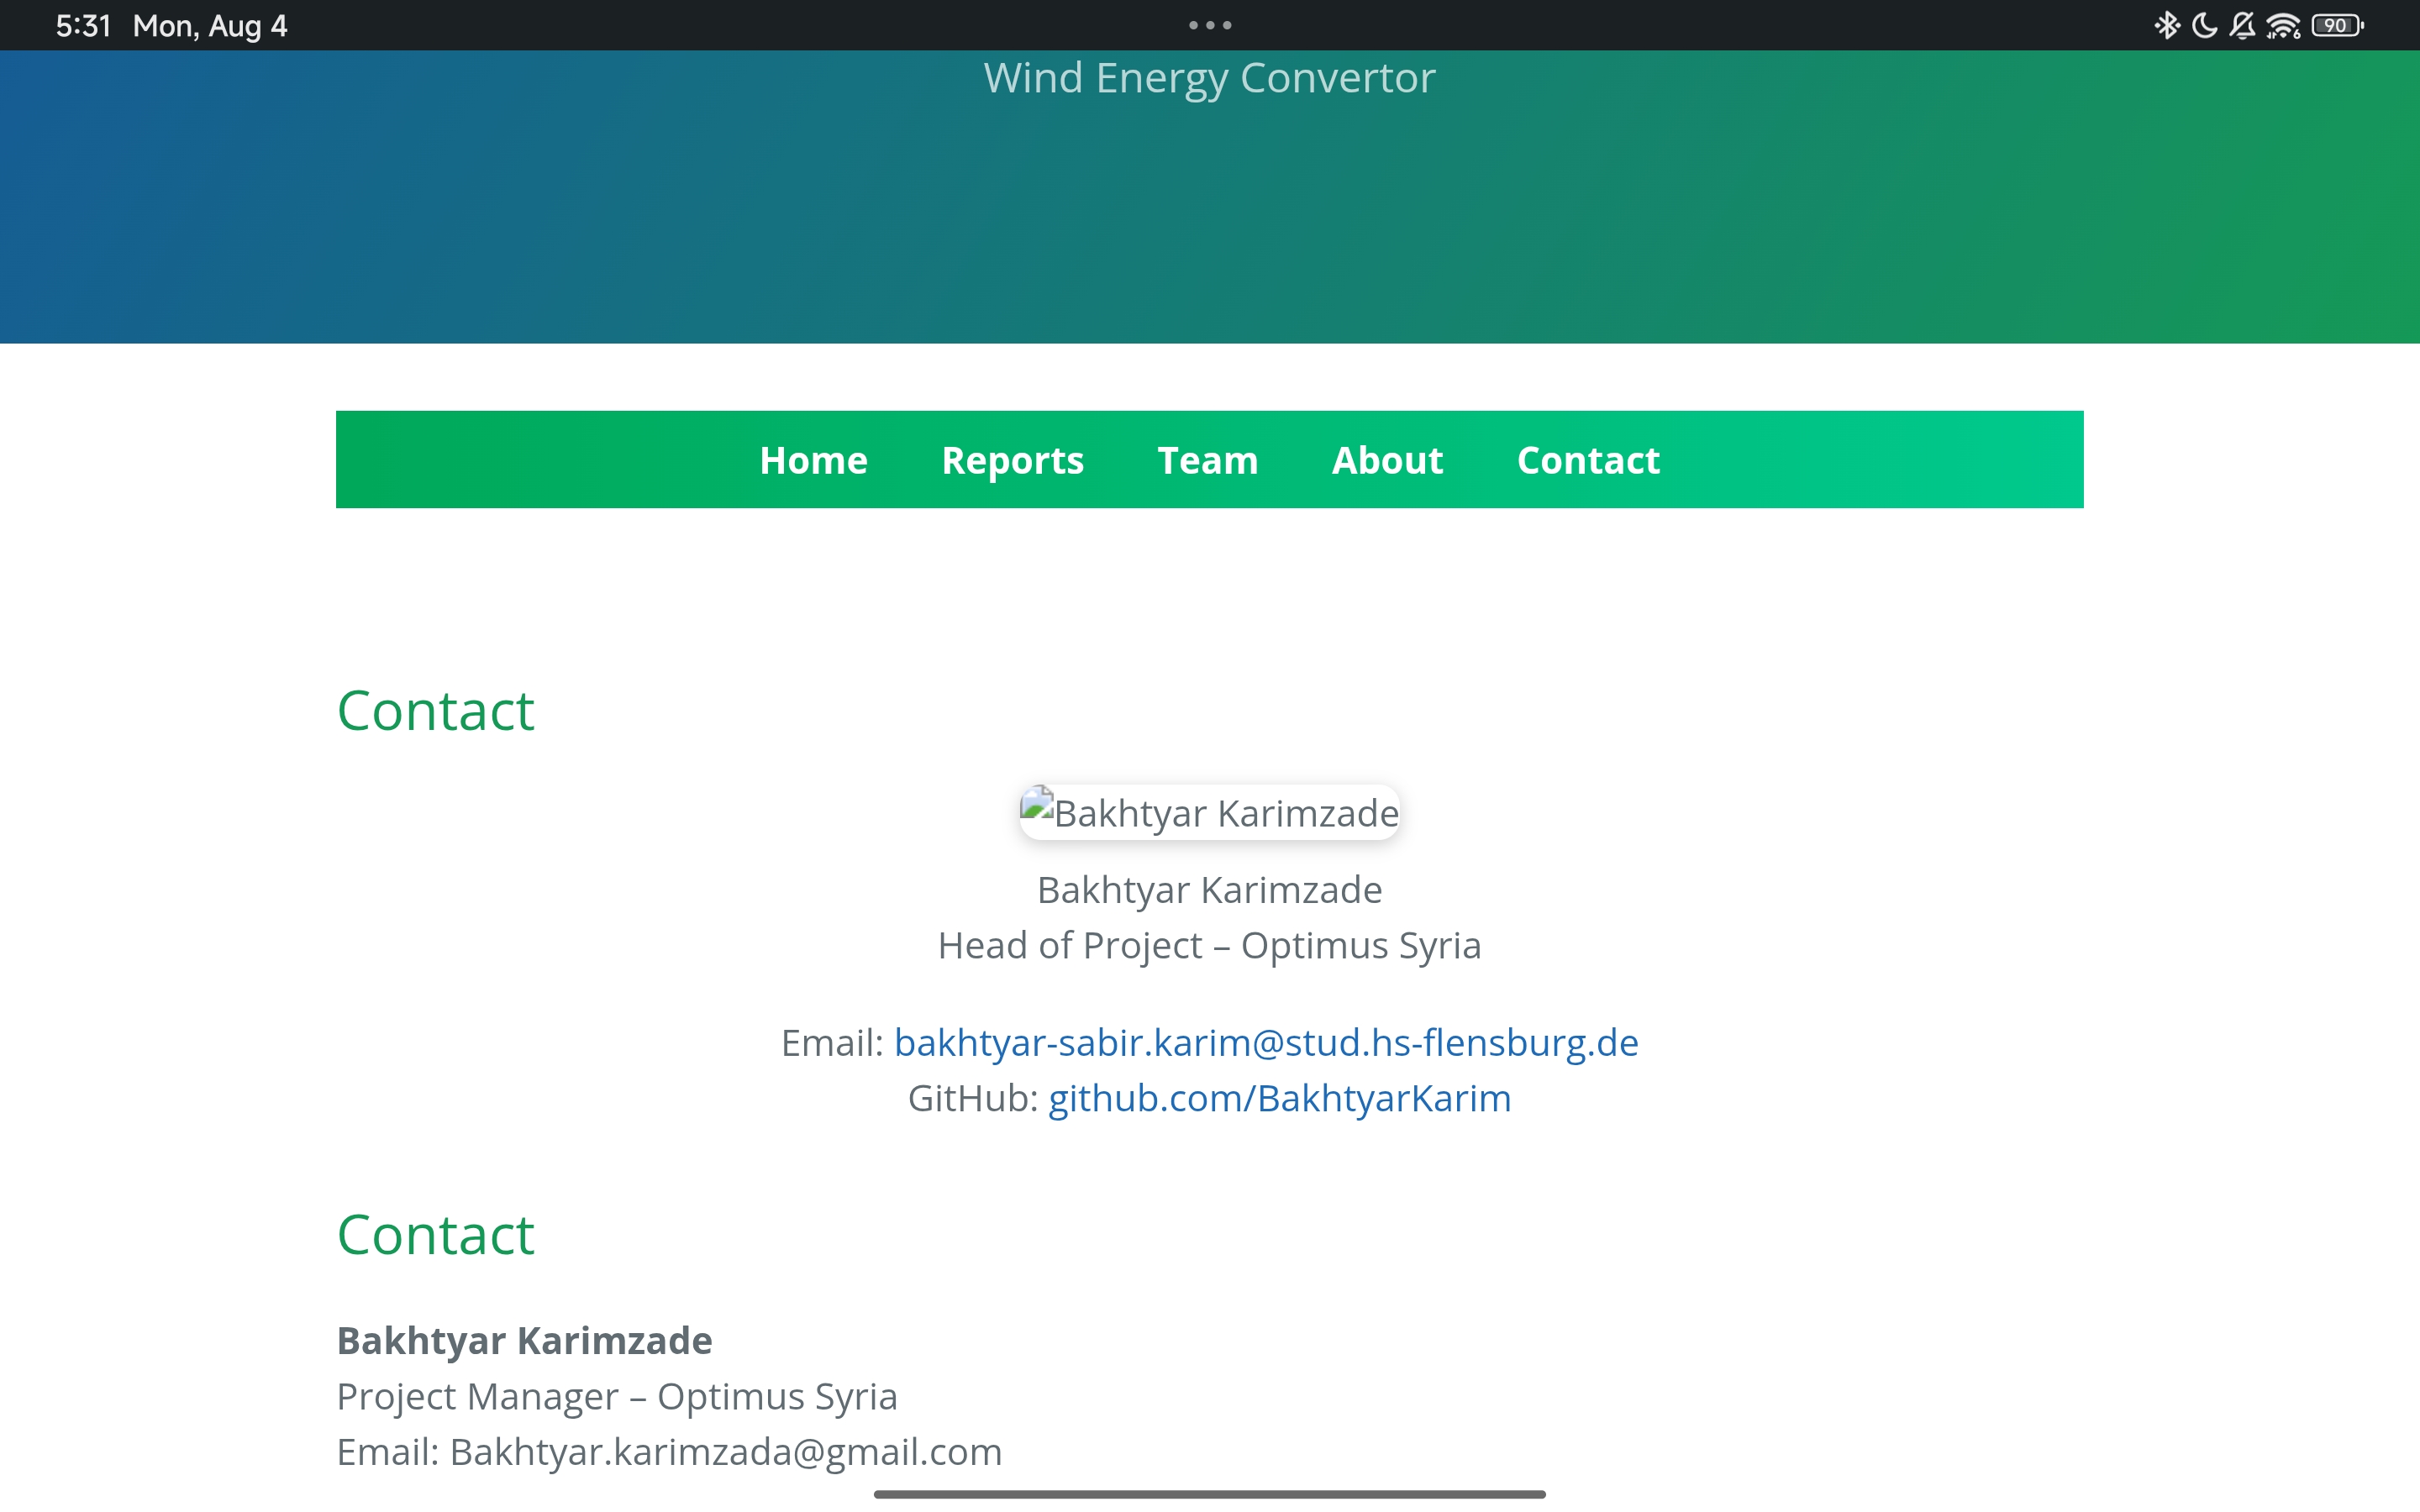 5:31 Mon, Aug 4
90
Wind Energy Convertor
Home Reports Team About Contact
Contact
Bakhtyar Karimzade
Bakhtyar Karimzade
Head of Project – Optimus Syria
Email: bakhtyar-sabir.karim@stud.hs-flensburg.de
GitHub: github.com/BakhtyarKarim
Contact
Bakhtyar Karimzade
Project Manager – Optimus Syria
Email: Bakhtyar.karimzada@gmail.com